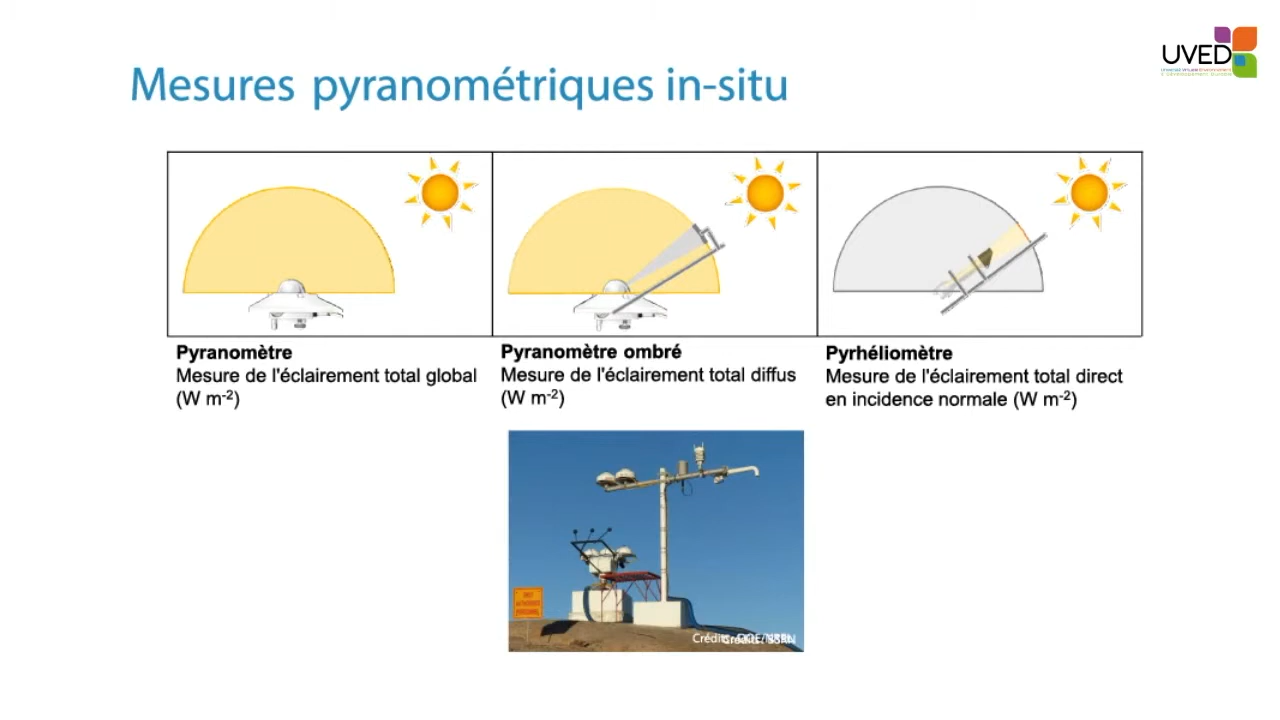 UVED
Mesures pyranométriques in-situ
Pyranomètre
Mesure de l'éclairement total global
(W m-2)
Pyranomètre ombré
Mesure de l'éclairement total diffus
(W m-2)
Pyrhéliomètre
Mesure de l'éclairement total direct
en incidence normale (W m-2)